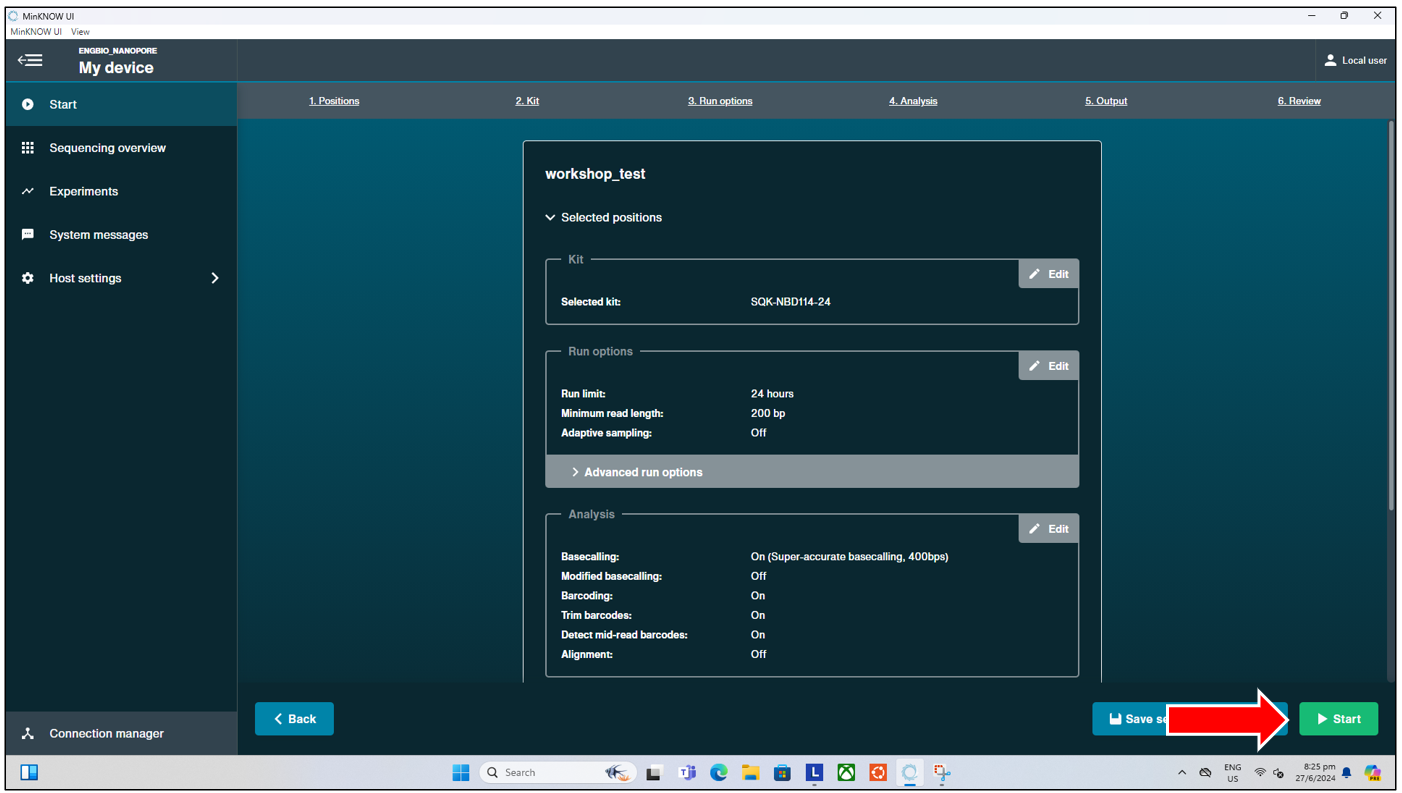 MinKNOW UI
MinKNOW UI View
ENGBIO_NANOPORE
My device
Local user
Start
1. Positions 2. Kit 3. Run options 4. Analysis 5. Output 6. Review
Sequencing overview
Experiments
System messages
Host settings
workshop_test
Selected positions
Kit
Edit
Selected kit: SQK-NBD114-24
Run options
Edit
Run limit: 24 hours
Minimum read length: 200 bp
Adaptive sampling: Off
Advanced run options
Analysis
Edit
Basecalling: On (Super-accurate basecalling, 400bps)
Modified basecalling: Off
Barcoding: On
Trim barcodes: On
Detect mid-read barcodes: On
Alignment: Off
Back
Save se
Start
Connection manager
Search
ENG
US
8:25 pm
27/6/2024